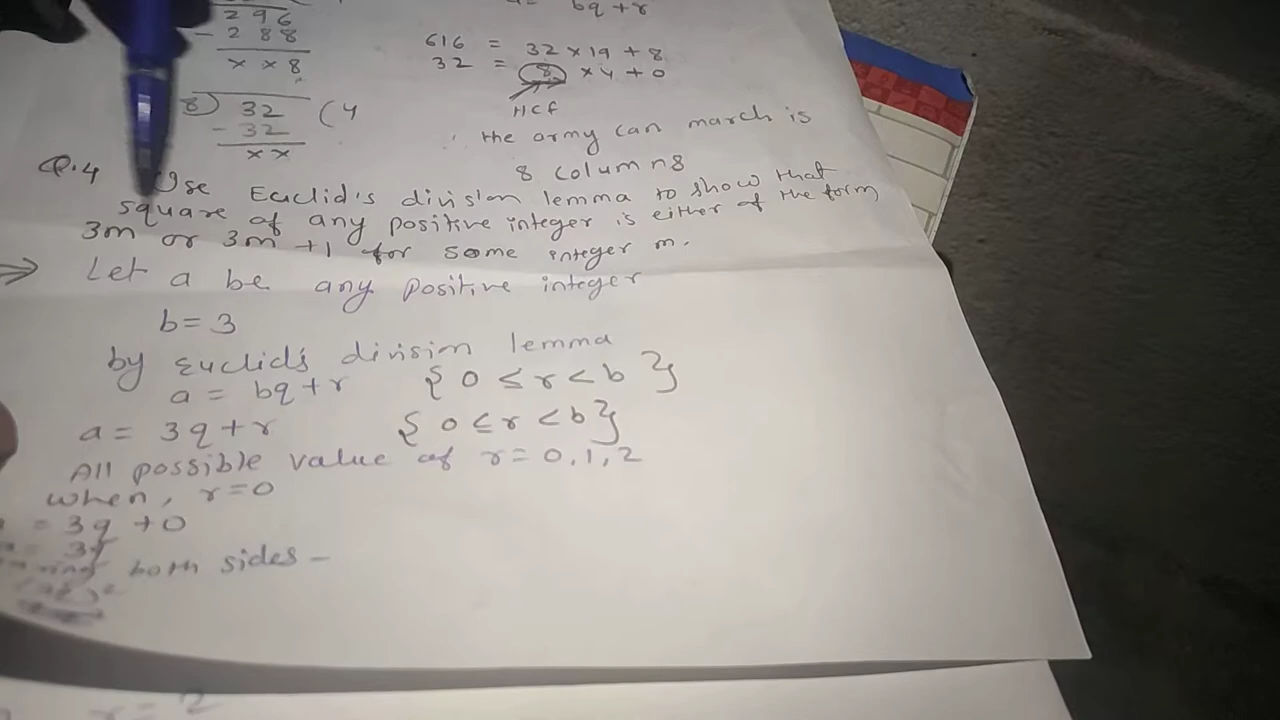 296
- 288
× × 8
8) 32 (4
- 32
× ×
bq + r
616 = 32 × 19 + 8
32 = 8 × 4 + 0
HCF
the army can march is
8 columns
Q.4 Use Euclid's division lemma to show that
square of any positive integer is either of the form
3m or 3m +1 for some integer m.
⇒ Let a be any positive integer
b = 3
by Euclid's division lemma
a = bq + r { 0 ≤ r < b }
a = 3q + r { 0 ≤ r < b }
All possible value of r = 0, 1, 2
when, r = 0
= 3q + 0
= 3q
both sides -
r = 2